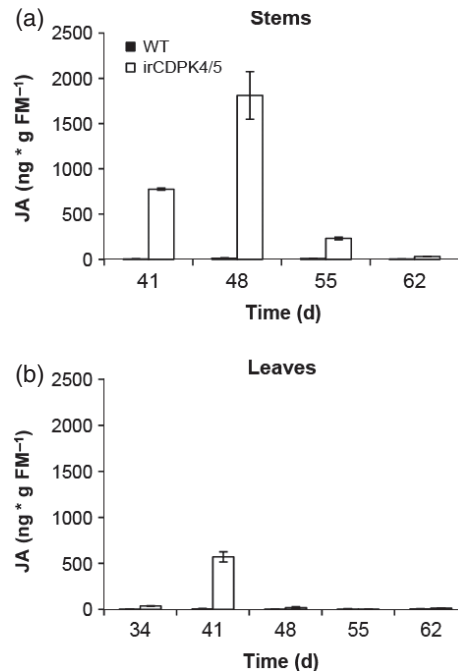 (a)
Stems
WT
irCDPK4/5
JA (ng * g FM⁻¹)
2500
2000
1500
1000
500
0
41 48 55 62
Time (d)
(b)
Leaves
JA (ng * g FM⁻¹)
2500
2000
1500
1000
500
0
34 41 48 55 62
Time (d)